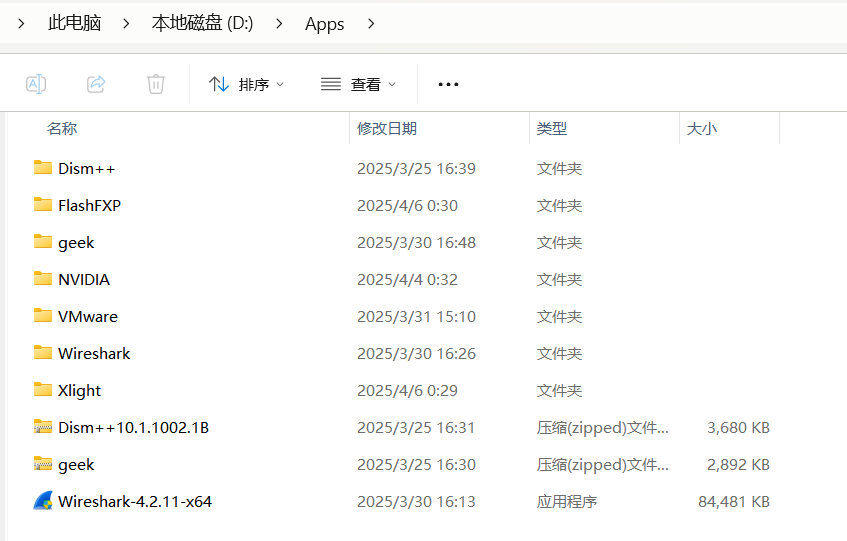 此电脑 > 本地磁盘 (D:) > Apps >
排序 查看 •••
名称 修改日期 类型 大小
Dism++ 2025/3/25 16:39 文件夹
FlashFXP 2025/4/6 0:30 文件夹
geek 2025/3/30 16:48 文件夹
NVIDIA 2025/4/4 0:32 文件夹
VMware 2025/3/31 15:10 文件夹
Wireshark 2025/3/30 16:26 文件夹
Xlight 2025/4/6 0:29 文件夹
Dism++10.1.1002.1B 2025/3/25 16:31 压缩(zipped)文件... 3,680 KB
geek 2025/3/25 16:30 压缩(zipped)文件... 2,892 KB
Wireshark-4.2.11-x64 2025/3/30 16:13 应用程序 84,481 KB